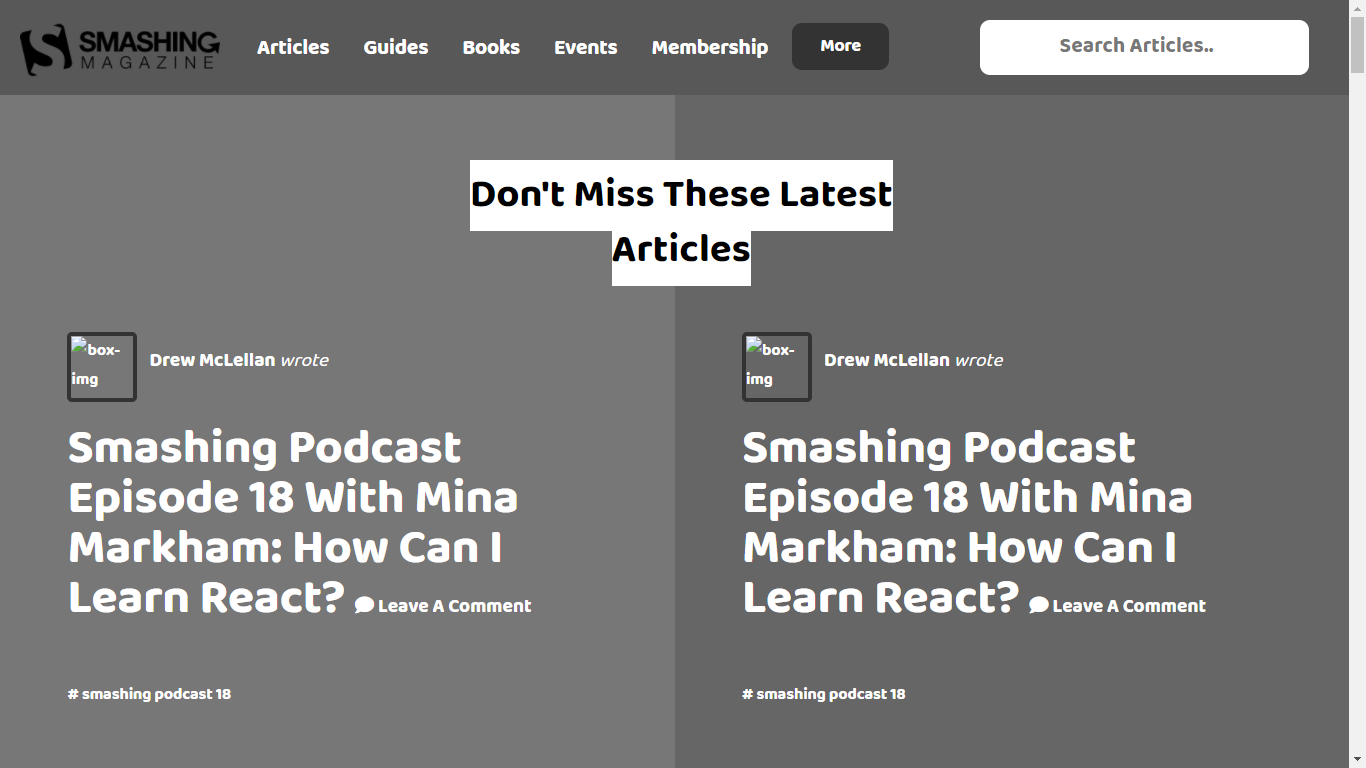 SMASHING
MAGAZINE
Articles Guides Books Events Membership More Search Articles..
Don't Miss These Latest
Articles
box-
img
Drew McLellan wrote
Smashing Podcast
Episode 18 With Mina
Markham: How Can I
Learn React? Leave A Comment
# smashing podcast 18
box-
img
Drew McLellan wrote
Smashing Podcast
Episode 18 With Mina
Markham: How Can I
Learn React? Leave A Comment
# smashing podcast 18